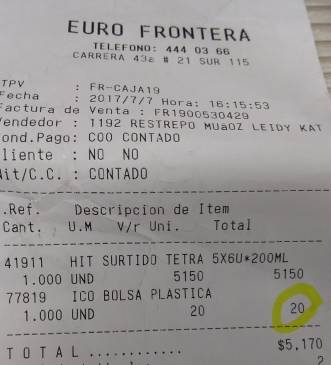 EURO FRONTERA
TELEFONO: 444 03 66
CARRERA 43a # 21 SUR 115
TPV : FR-CAJA19
Fecha : 2017/7/7 Hora: 16:15:53
Factura de Venta : FR1900530429
Vendedor : 1192 RESTREPO MUaOZ LEIDY KAT
ond.Pago: COO CONTADO
liente : NO NO
Nit/C.C. : CONTADO
.Ref. Descripcion de Item
Cant. U.M V/r Uni. Total
41911 HIT SURTIDO TETRA 5X6U*200ML
1.000 UND 5150 5150
77819 ICO BOLSA PLASTICA
1.000 UND 20 20
TOTAL ............ $5,170